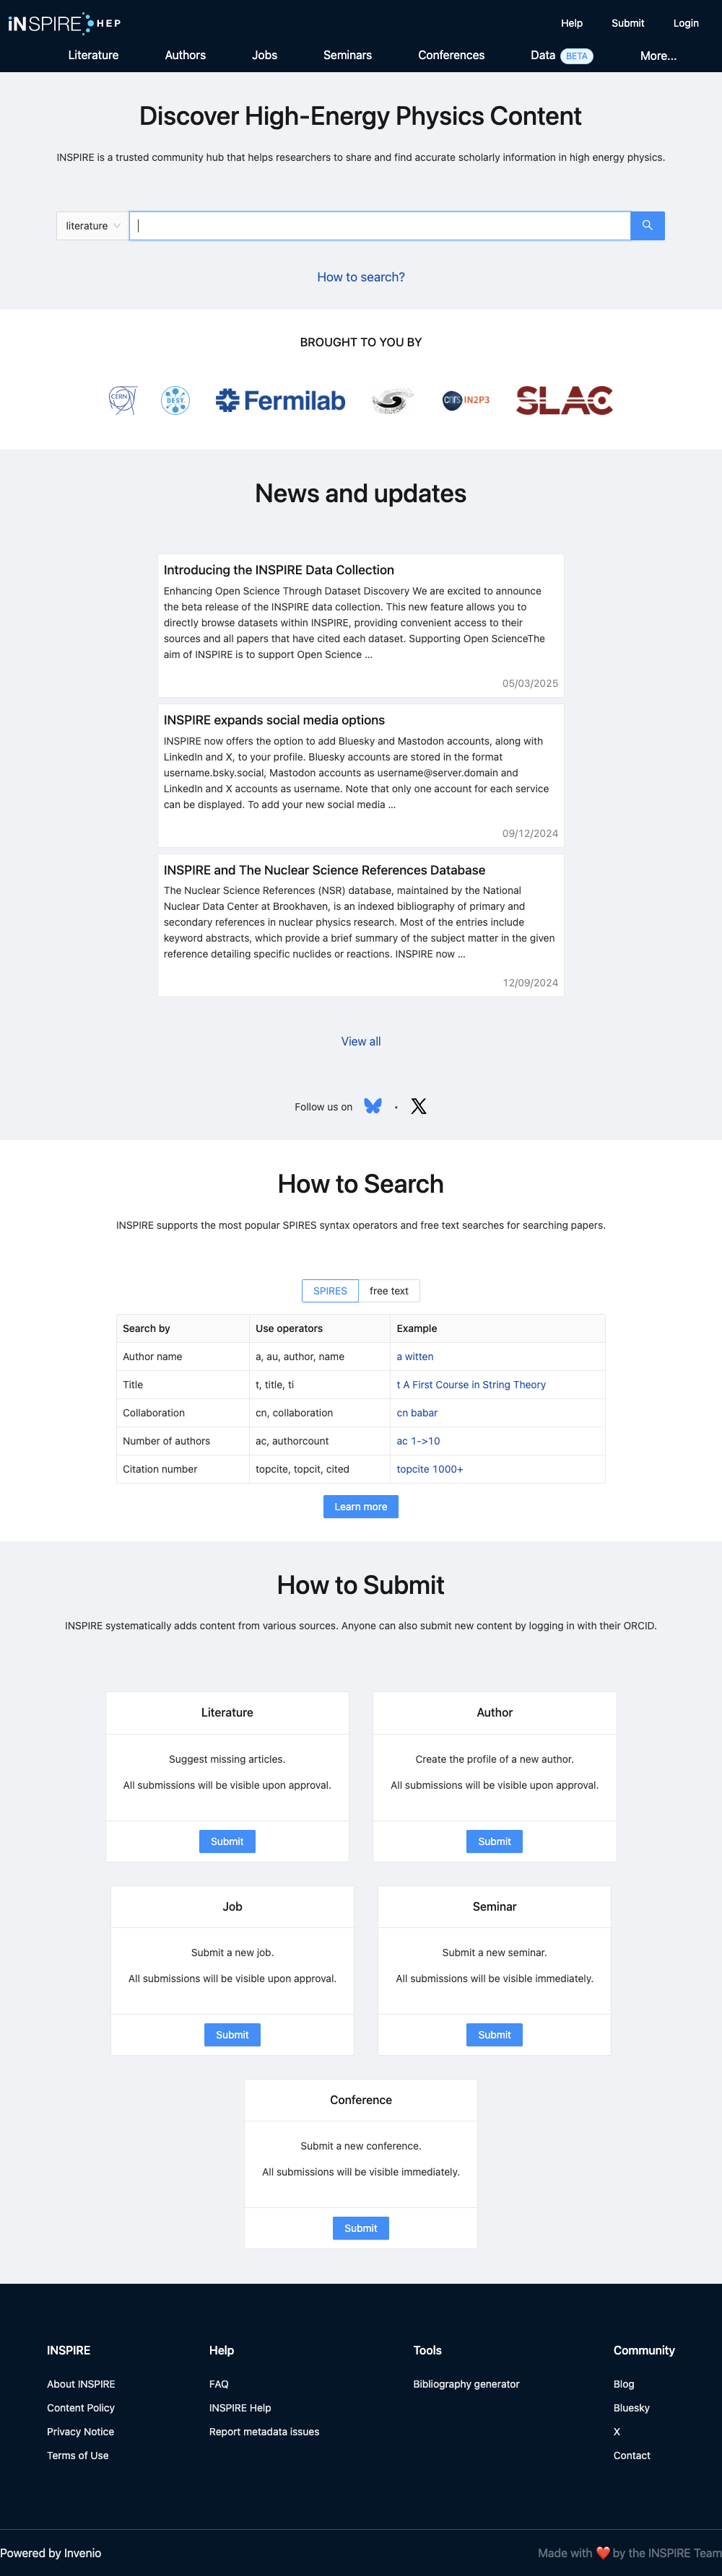 iNSPIRE HEP
Help Submit Login
Literature Authors Jobs Seminars Conferences Data BETA More...
Discover High-Energy Physics Content
INSPIRE is a trusted community hub that helps researchers to share and find accurate scholarly information in high energy physics.
literature
How to search?
BROUGHT TO YOU BY
CERN DESY. Fermilab cnrs IN2P3 SLAC
News and updates
Introducing the INSPIRE Data Collection
Enhancing Open Science Through Dataset Discovery We are excited to announce
the beta release of the INSPIRE data collection. This new feature allows you to
directly browse datasets within INSPIRE, providing convenient access to their
sources and all papers that have cited each dataset. Supporting Open ScienceThe
aim of INSPIRE is to support Open Science ...
05/03/2025
INSPIRE expands social media options
INSPIRE now offers the option to add Bluesky and Mastodon accounts, along with
LinkedIn and X, to your profile. Bluesky accounts are stored in the format
username.bsky.social, Mastodon accounts as username@server.domain and
LinkedIn and X accounts as username. Note that only one account for each service
can be displayed. To add your new social media ...
09/12/2024
INSPIRE and The Nuclear Science References Database
The Nuclear Science References (NSR) database, maintained by the National
Nuclear Data Center at Brookhaven, is an indexed bibliography of primary and
secondary references in nuclear physics research. Most of the entries include
keyword abstracts, which provide a brief summary of the subject matter in the given
reference detailing specific nuclides or reactions. INSPIRE now ...
12/09/2024
View all
Follow us on •
How to Search
INSPIRE supports the most popular SPIRES syntax operators and free text searches for searching papers.
SPIRES free text
Search by Use operators Example
Author name a, au, author, name a witten
Title t, title, ti t A First Course in String Theory
Collaboration cn, collaboration cn babar
Number of authors ac, authorcount ac 1->10
Citation number topcite, topcit, cited topcite 1000+
Learn more
How to Submit
INSPIRE systematically adds content from various sources. Anyone can also submit new content by logging in with their ORCID.
Literature
Suggest missing articles.
All submissions will be visible upon approval.
Submit
Author
Create the profile of a new author.
All submissions will be visible upon approval.
Submit
Job
Submit a new job.
All submissions will be visible upon approval.
Submit
Seminar
Submit a new seminar.
All submissions will be visible immediately.
Submit
Conference
Submit a new conference.
All submissions will be visible immediately.
Submit
INSPIRE
About INSPIRE
Content Policy
Privacy Notice
Terms of Use
Help
FAQ
INSPIRE Help
Report metadata issues
Tools
Bibliography generator
Community
Blog
Bluesky
X
Contact
Powered by Invenio
Made with ❤️ by the INSPIRE Team